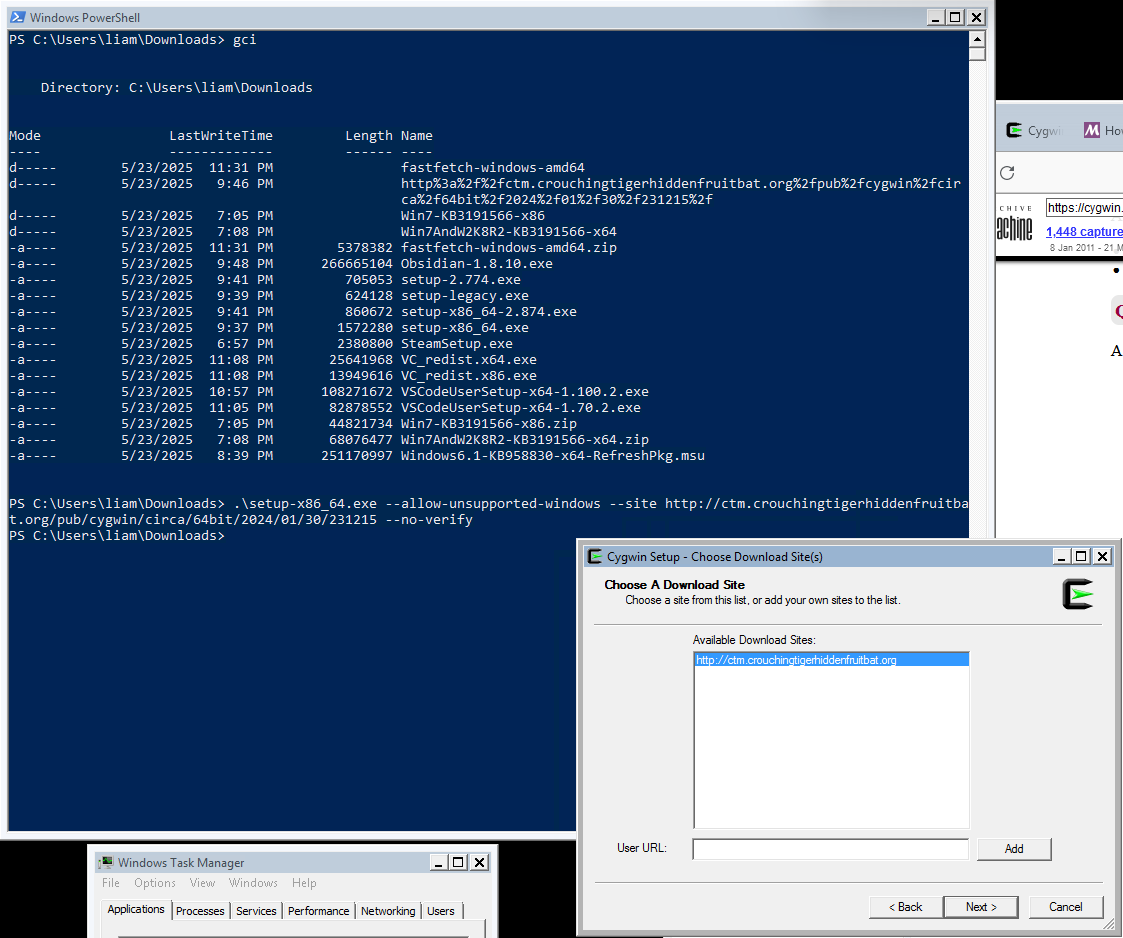 Windows PowerShell
PS C:\Users\liam\Downloads> gci
Directory: C:\Users\liam\Downloads
Mode LastWriteTime Length Name
---- ------------- ------ ----
d----- 5/23/2025 11:31 PM fastfetch-windows-amd64
d----- 5/23/2025 9:46 PM http%3a%2f%2fctm.crouchingtigerhiddenfruitbat.org%2fpub%2fcygwin%2fcir
ca%2f64bit%2f2024%2f01%2f30%2f231215%2f
d----- 5/23/2025 7:05 PM Win7-KB3191566-x86
d----- 5/23/2025 7:08 PM Win7AndW2K8R2-KB3191566-x64
-a---- 5/23/2025 11:31 PM 5378382 fastfetch-windows-amd64.zip
-a---- 5/23/2025 9:48 PM 266665104 Obsidian-1.8.10.exe
-a---- 5/23/2025 9:41 PM 705053 setup-2.774.exe
-a---- 5/23/2025 9:39 PM 624128 setup-legacy.exe
-a---- 5/23/2025 9:41 PM 860672 setup-x86_64-2.874.exe
-a---- 5/23/2025 9:37 PM 1572280 setup-x86_64.exe
-a---- 5/23/2025 6:57 PM 2380800 SteamSetup.exe
-a---- 5/23/2025 11:08 PM 25641968 VC_redist.x64.exe
-a---- 5/23/2025 11:08 PM 13949616 VC_redist.x86.exe
-a---- 5/23/2025 10:57 PM 108271672 VSCodeUserSetup-x64-1.100.2.exe
-a---- 5/23/2025 11:05 PM 82878552 VSCodeUserSetup-x64-1.70.2.exe
-a---- 5/23/2025 7:05 PM 44821734 Win7-KB3191566-x86.zip
-a---- 5/23/2025 7:08 PM 68076477 Win7AndW2K8R2-KB3191566-x64.zip
-a---- 5/23/2025 8:39 PM 251170997 Windows6.1-KB958830-x64-RefreshPkg.msu
PS C:\Users\liam\Downloads> .\setup-x86_64.exe --allow-unsupported-windows --site http://ctm.crouchingtigerhiddenfruitba
t.org/pub/cygwin/circa/64bit/2024/01/30/231215 --no-verify
PS C:\Users\liam\Downloads>
Cygwi
M Ho
CHIVE
achine
https://cygwin.
1,448 capture
8 Jan 2011 - 21 M
A
Cygwin Setup - Choose Download Site(s)
Choose A Download Site
Choose a site from this list, or add your own sites to the list.
Available Download Sites:
http://ctm.crouchingtigerhiddenfruitbat.org
User URL:
Add
< Back
Next >
Cancel
Windows Task Manager
File Options View Windows Help
Applications Processes Services Performance Networking Users